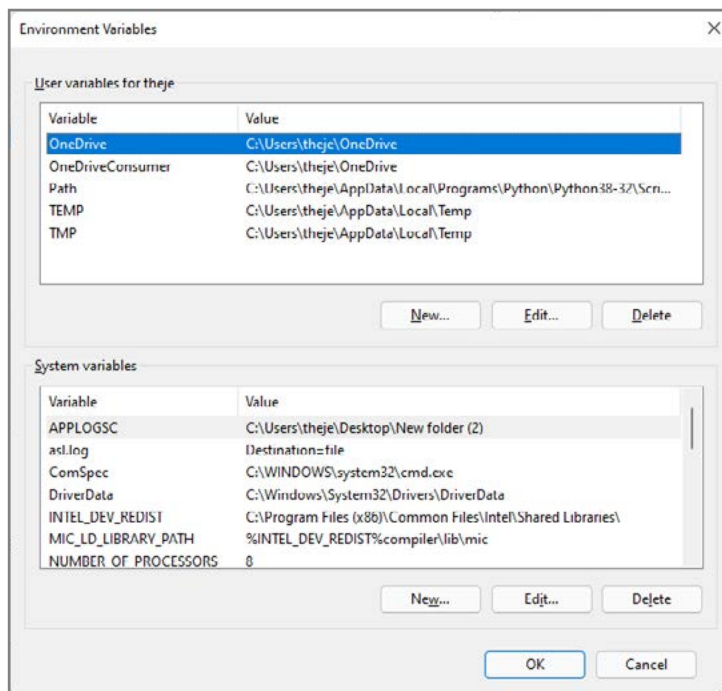 Environment Variables
User variables for theje
Variable Value
OneDrive C:\Users\theje\OneDrive
OneDriveConsumer C:\Users\theje\OneDrive
Path C:\Users\theje\AppData\Local\Programs\Python\Python38-32\Scri...
TEMP C:\Users\theje\AppData\Local\Temp
TMP C:\Users\theje\AppData\Local\Temp
New... Edit... Delete
System variables
Variable Value
APPLOGSC C:\Users\theje\Desktop\New folder (2)
asl.log Destination=file
ComSpec C:\WINDOWS\system32\cmd.exe
DriverData C:\Windows\System32\Drivers\DriverData
INTEL_DEV_REDIST C:\Program Files (x86)\Common Files\Intel\Shared Libraries\
MIC_LD_LIBRARY_PATH %INTEL_DEV_REDIST%compiler\lib\mic
NUMBER_OF_PROCESSORS 8
New... Edit... Delete
OK Cancel